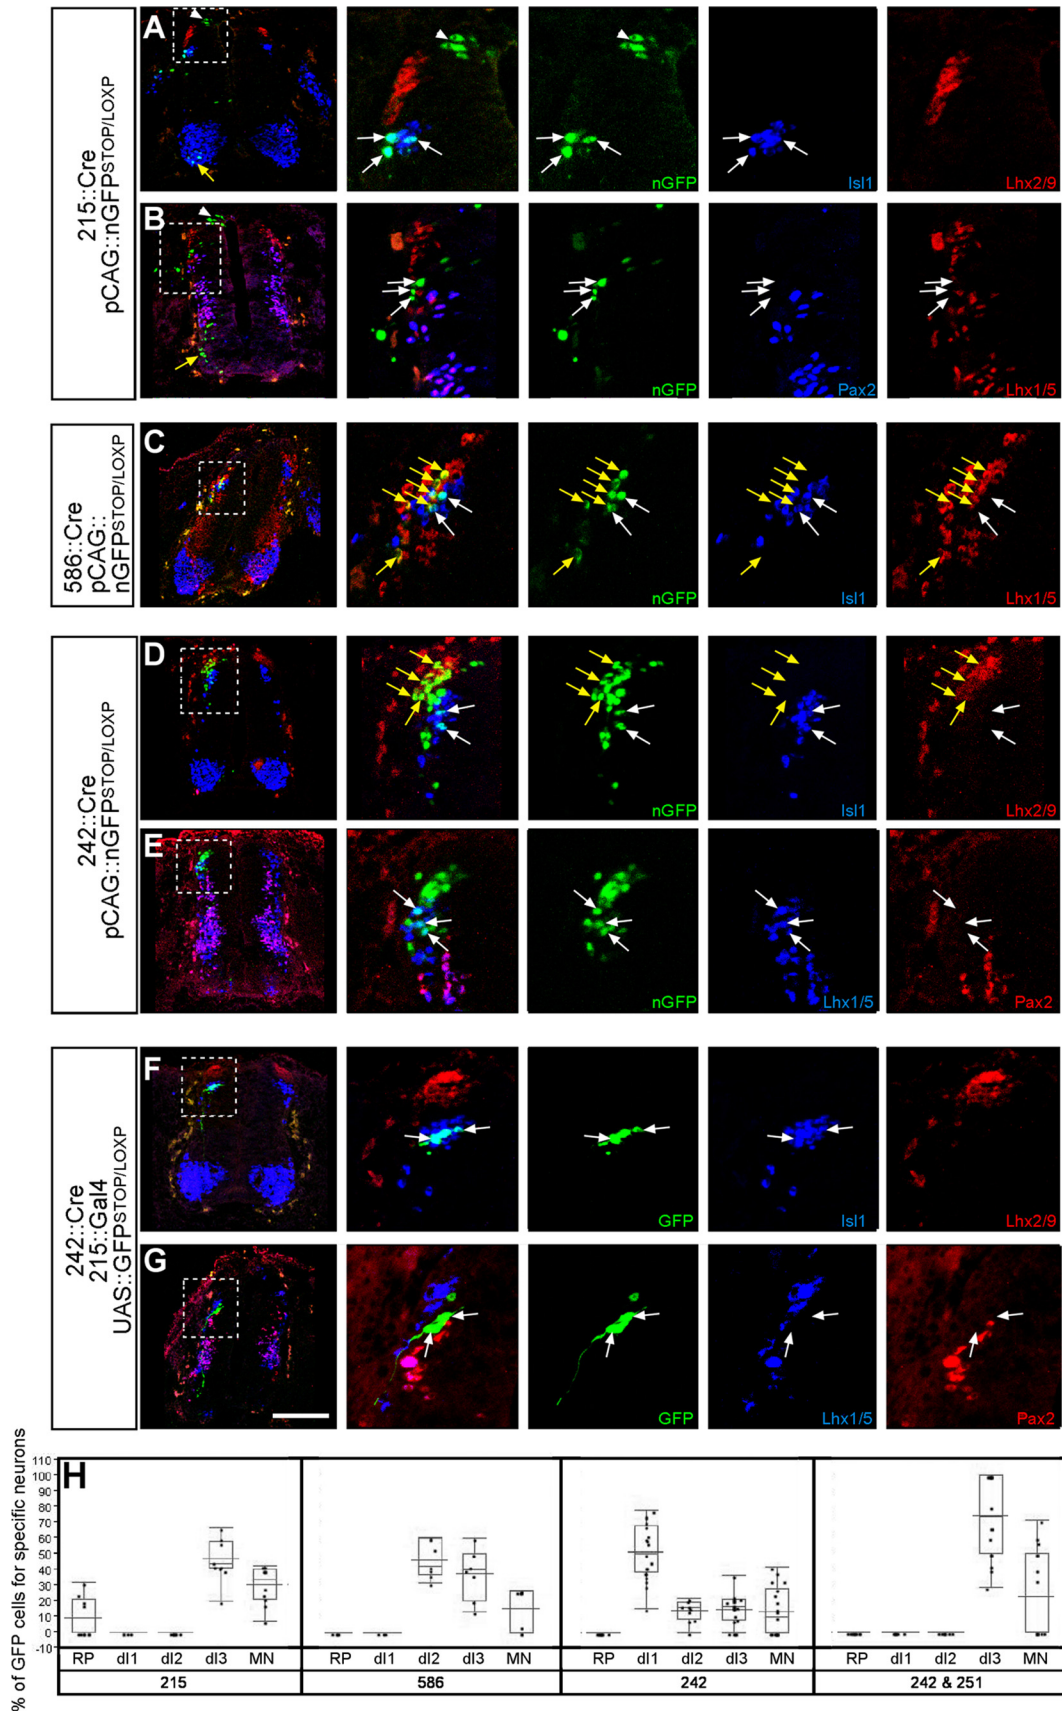 215::Cre
pCAG::nGFPSTOP/LOXP
A
nGFP
Isl1
Lhx2/9
B
nGFP
Pax2
Lhx1/5
586::Cre
pCAG::
nGFPSTOP/LOXP
C
nGFP
Isl1
Lhx1/5
242::Cre
pCAG::nGFPSTOP/LOXP
D
nGFP
Isl1
Lhx2/9
E
nGFP
Lhx1/5
Pax2
242::Cre
215::Gal4
UAS::GFPSTOP/LOXP
F
GFP
Isl1
Lhx2/9
G
GFP
Lhx1/5
Pax2
H
% of GFP cells for specific neurons
110
100
90
80
70
60
50
40
30
20
10
0
-10
RP dI1 dI2 dI3 MN RP dI1 dI2 dI3 MN RP dI1 dI2 dI3 MN RP dI1 dI2 dI3 MN
215 586 242 242 & 251